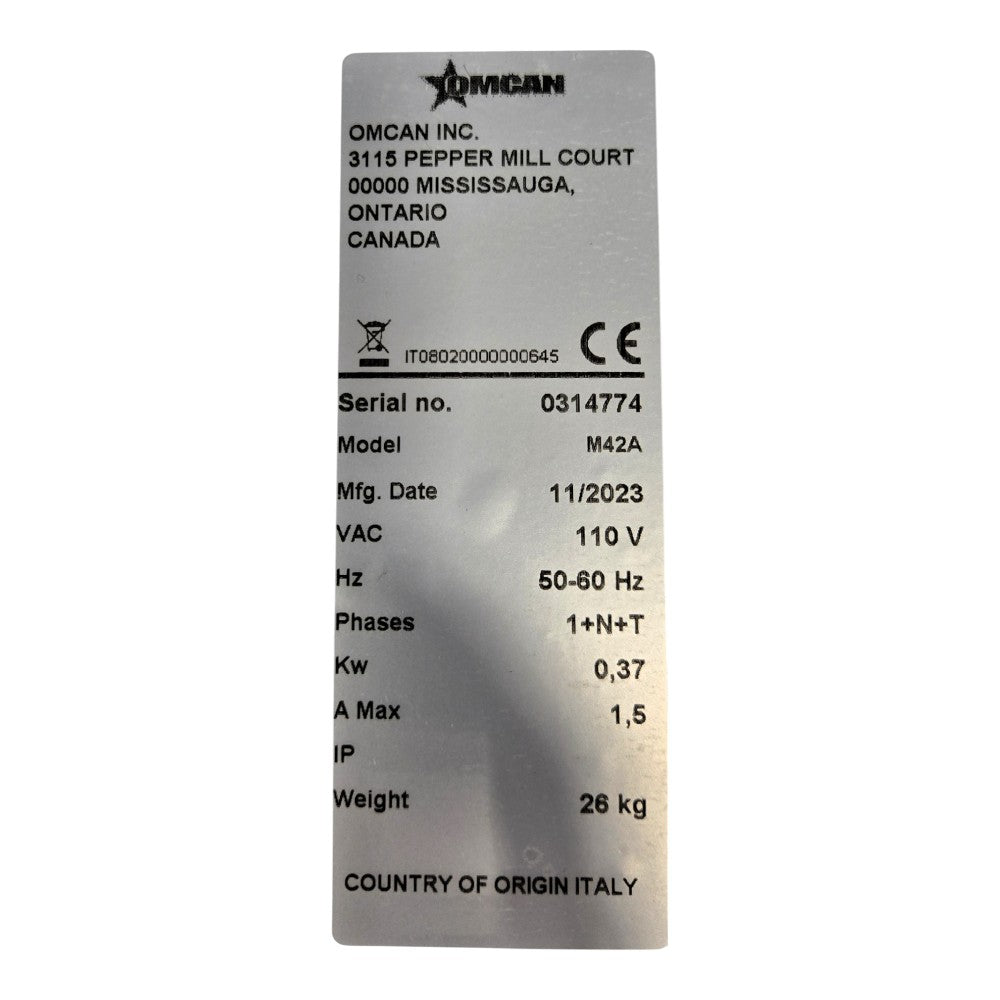 OMCAN
OMCAN INC.
3115 PEPPER MILL COURT
00000 MISSISSAUGA,
ONTARIO
CANADA
IT08020000000645 CE
Serial no. 0314774
Model M42A
Mfg. Date 11/2023
VAC 110 V
Hz 50-60 Hz
Phases 1+N+T
Kw 0,37
A Max 1,5
IP
Weight 26 kg
COUNTRY OF ORIGIN ITALY